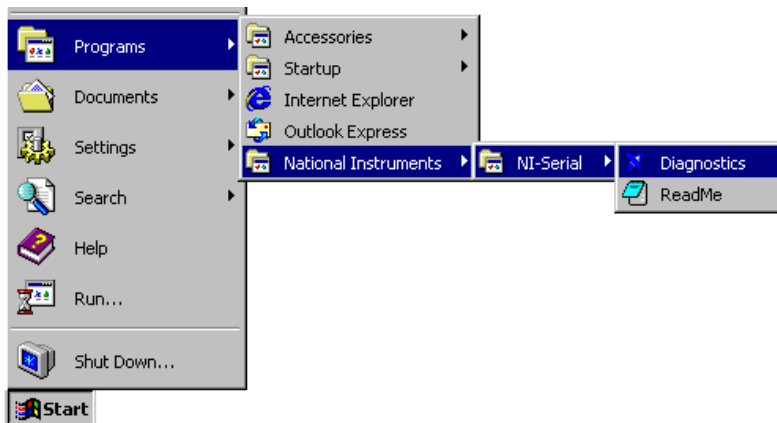 Programs
Documents
Settings
Search
Help
Run...
Shut Down...
Start
Accessories
Startup
Internet Explorer
Outlook Express
National Instruments
NI-Serial
Diagnostics
ReadMe